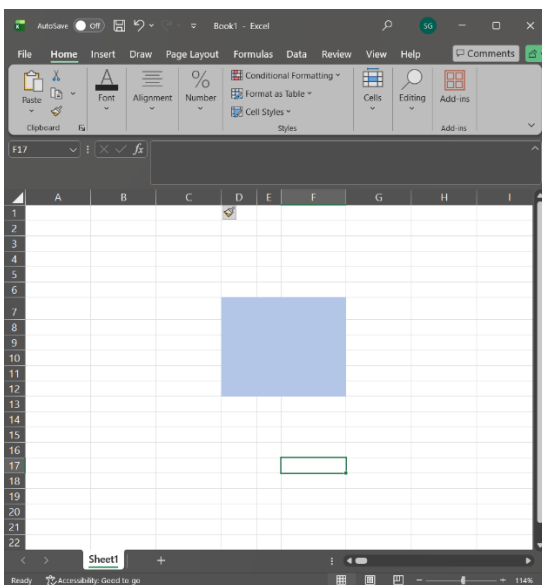 AutoSave Off Book1 - Excel SG
File Home Insert Draw Page Layout Formulas Data Review View Help Comments
Paste Font Alignment Number Conditional Formatting Cells Editing Add-ins
Format as Table
Cell Styles
Clipboard Styles Add-ins
F17 fx
A B C D E F G H I
1
2
3
4
5
6
7
8
9
10
11
12
13
14
15
16
17
18
19
20
21
22
Sheet1
Ready Accessibility: Good to go 114%